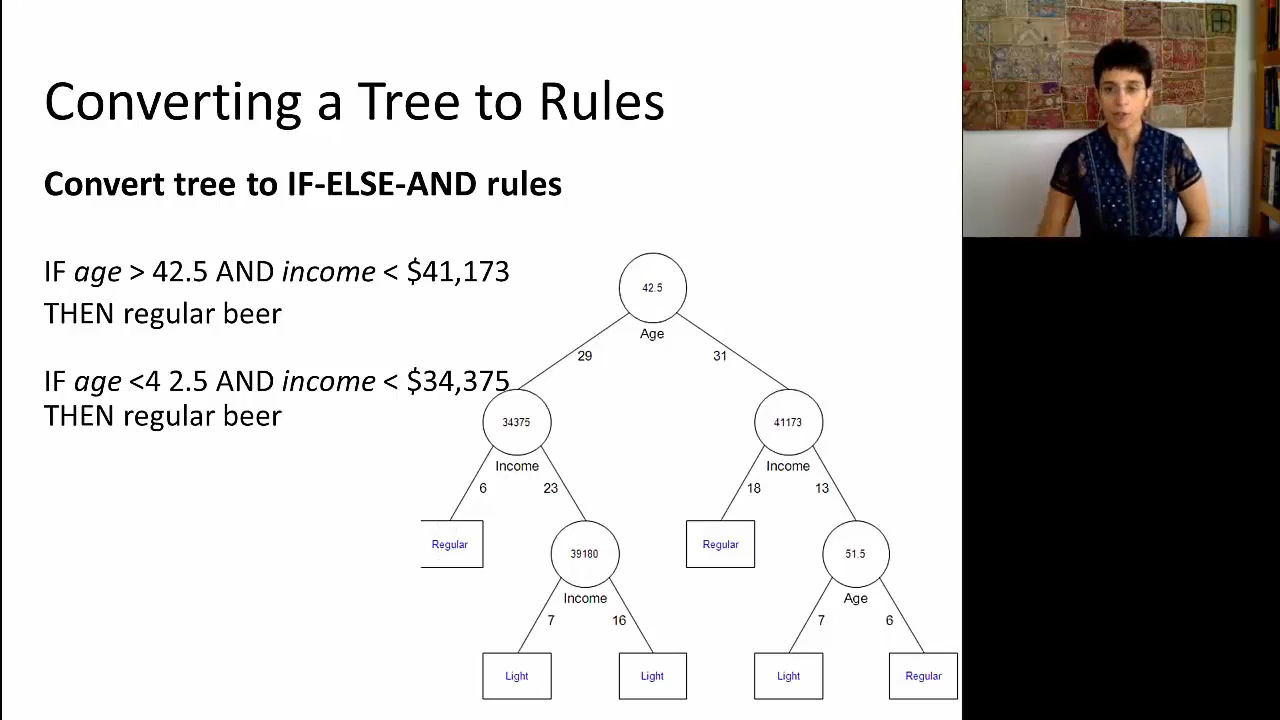 Converting a Tree to Rules
Convert tree to IF-ELSE-AND rules
IF age > 42.5 AND income < $41,173
THEN regular beer
IF age <4 2.5 AND income < $34,375
THEN regular beer
42.5
Age
29 31
34375 41173
Income Income
6 23 18 13
Regular 39180 Regular 51.5
Income Age
7 16 7 6
Light Light Light Regular